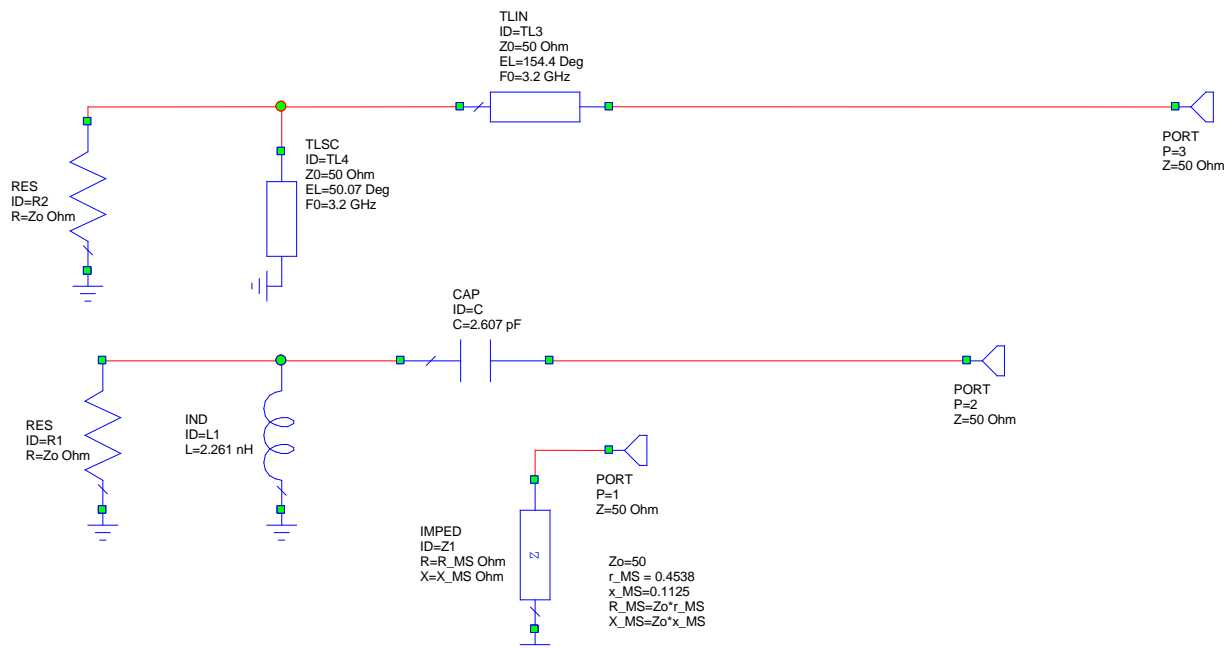 TLIN
ID=TL3
Z0=50 Ohm
EL=154.4 Deg
F0=3.2 GHz
PORT
P=3
Z=50 Ohm
TLSC
ID=TL4
Z0=50 Ohm
EL=50.07 Deg
F0=3.2 GHz
RES
ID=R2
R=Zo Ohm
CAP
ID=C
C=2.607 pF
PORT
P=2
Z=50 Ohm
RES
ID=R1
R=Zo Ohm
IND
ID=L1
L=2.261 nH
PORT
P=1
Z=50 Ohm
IMPED
ID=Z1
R=R_MS Ohm
X=X_MS Ohm
Z
Zo=50
r_MS = 0.4538
x_MS=0.1125
R_MS=Zo*r_MS
X_MS=Zo*x_MS